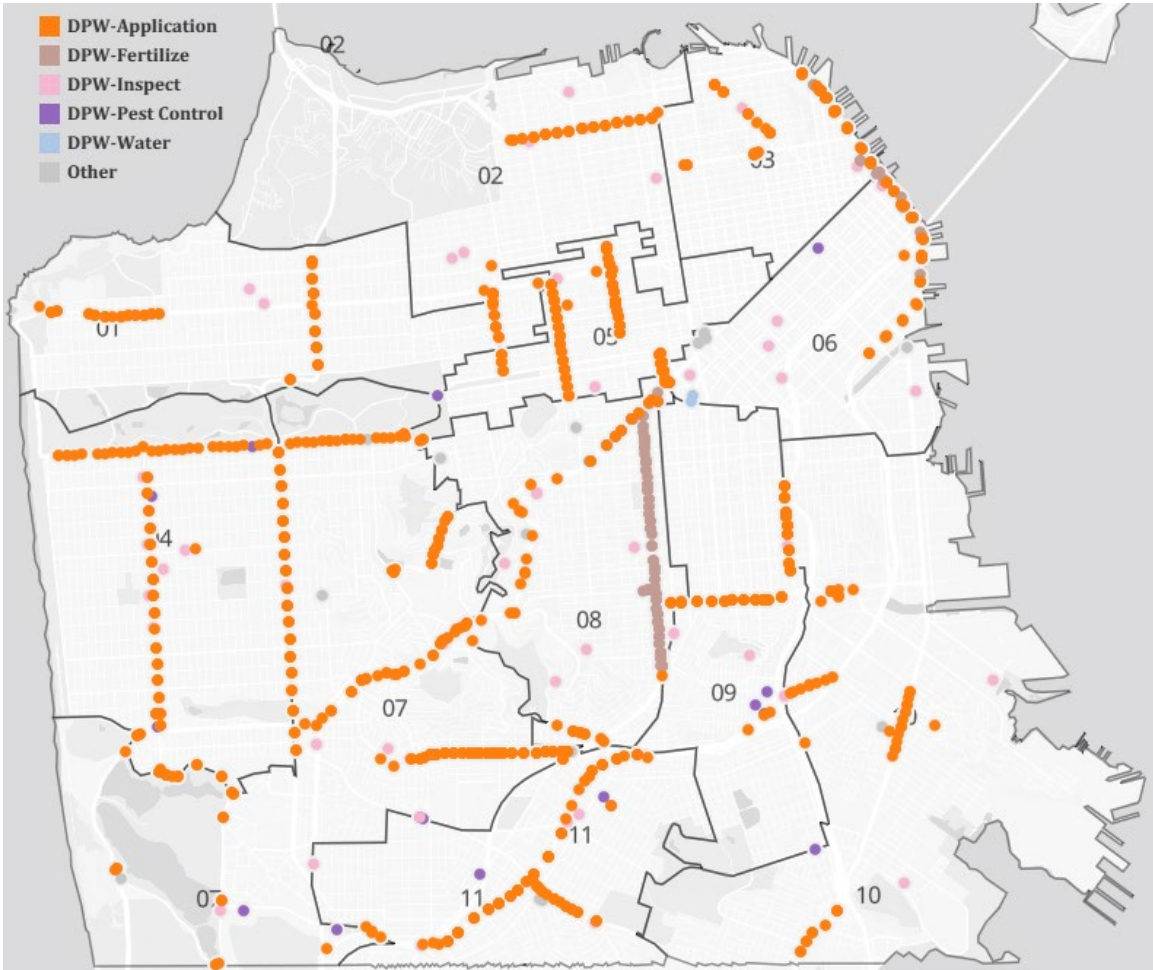 DPW-Application
DPW-Fertilize
DPW-Inspect
DPW-Pest Control
DPW-Water
Other
02
02
03
01
05
06
04
08
07
09
10
11
11
07
10